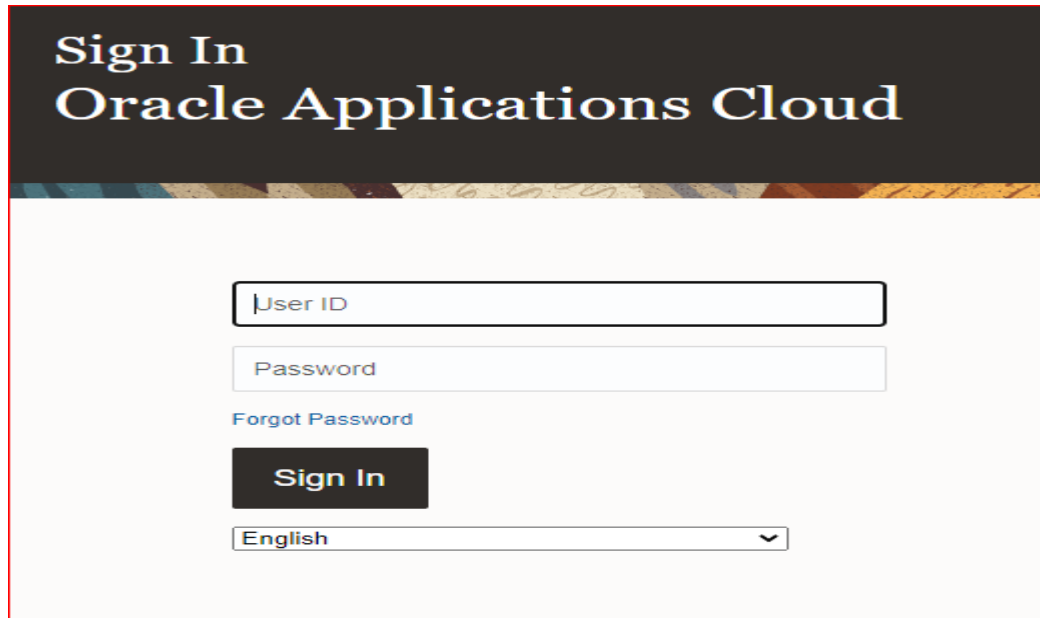 Sign In
Oracle Applications Cloud
User ID
Password
Forgot Password
Sign In
English